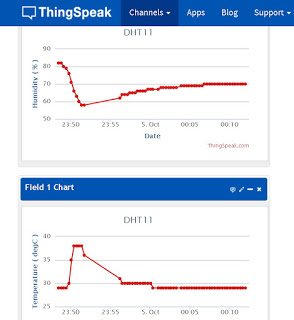 ThingSpeak Channels Apps Blog Support
DHT11
90
80
70
60
50
Humidity (%)
23:50 23:55 5. Oct 00:05 00:10
Date
ThingSpeak.com
Field 1 Chart
DHT11
40
35
30
25
Temperature (degC)
23:50 23:55 5. Oct 00:05 00:10